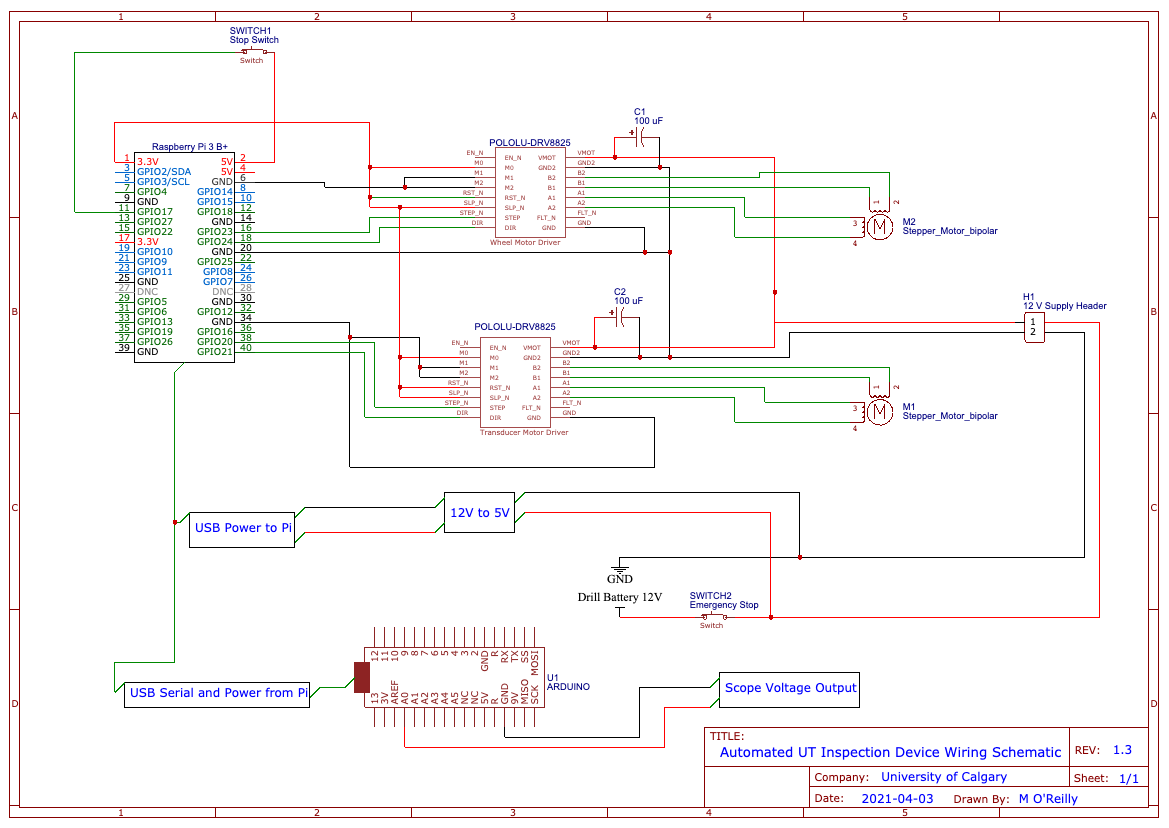 1 2 3 4 5
A
B
C
D
A
B
C
D
1 2 3 4 5
SWITCH1
Stop Switch
Switch
Raspberry Pi 3 B+
1 3.3V 5V 2
3 GPIO2/SDA 5V 4
5 GPIO3/SCL GND 6
7 GPIO4 GPIO14 8
9 GND GPIO15 10
11 GPIO17 GPIO18 12
13 GPIO27 GND 14
15 GPIO22 GPIO23 16
17 3.3V GPIO24 18
19 GPIO10 GND 20
21 GPIO9 GPIO25 22
23 GPIO11 GPIO8 24
25 GND GPIO7 26
27 DNC DNC 28
29 GPIO5 GND 30
31 GPIO6 GPIO12 32
33 GPIO13 GND 34
35 GPIO19 GPIO16 36
37 GPIO26 GPIO20 38
39 GND GPIO21 40
C1
100 uF
+
POLOLU-DRV8825
EN_N EN_N VMOT VMOT
M0 M0 GND2 GND2
M1 M1 B2 B2
M2 M2 B1 B1
RST_N RST_N A1 A1
SLP_N SLP_N A2 A2
STEP_N STEP FLT_N FLT_N
DIR DIR GND GND
Wheel Motor Driver
1 2
3
4
M
M2
Stepper_Motor_bipolar
C2
100 uF
+
POLOLU-DRV8825
EN_N EN_N VMOT VMOT
M0 M0 GND2 GND2
M1 M1 B2 B2
M2 M2 B1 B1
RST_N RST_N A1 A1
SLP_N SLP_N A2 A2
STEP_N STEP FLT_N FLT_N
DIR DIR GND GND
Transducer Motor Driver
1 2
3
4
M
M1
Stepper_Motor_bipolar
H1
12 V Supply Header
1
2
USB Power to Pi
12V to 5V
GND
Drill Battery 12V
SWITCH2
Emergency Stop
Switch
USB Serial and Power from Pi
12 11 10 9 8 7 6 5 4 3 2 GND R RX TX SS MOSI
13 3V AREF A0 A1 A2 A3 A4 A5 NC NC 5V R GND 9V MISO SCK
U1
ARDUINO
Scope Voltage Output
TITLE:
Automated UT Inspection Device Wiring Schematic
REV: 1.3
Company: University of Calgary
Sheet: 1/1
Date: 2021-04-03 Drawn By: M O'Reilly